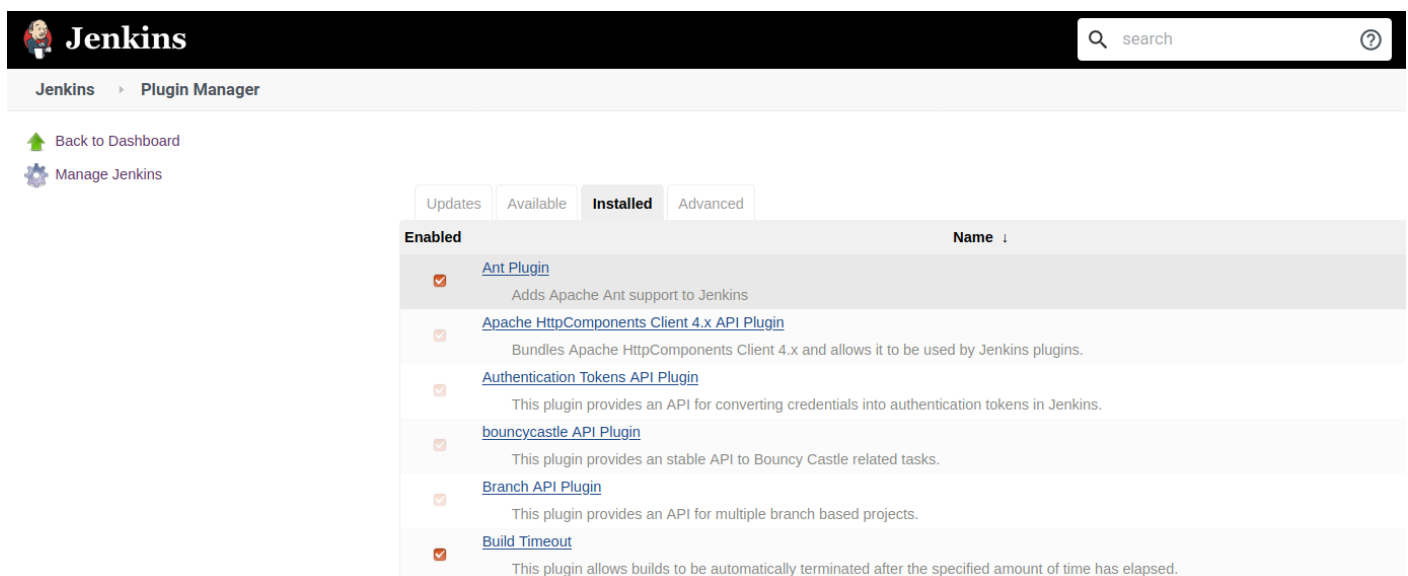 Jenkins
search
Jenkins Plugin Manager
Back to Dashboard
Manage Jenkins
Updates Available Installed Advanced
Enabled Name ↓
Ant Plugin
Adds Apache Ant support to Jenkins
Apache HttpComponents Client 4.x API Plugin
Bundles Apache HttpComponents Client 4.x and allows it to be used by Jenkins plugins.
Authentication Tokens API Plugin
This plugin provides an API for converting credentials into authentication tokens in Jenkins.
bouncycastle API Plugin
This plugin provides an stable API to Bouncy Castle related tasks.
Branch API Plugin
This plugin provides an API for multiple branch based projects.
Build Timeout
This plugin allows builds to be automatically terminated after the specified amount of time has elapsed.